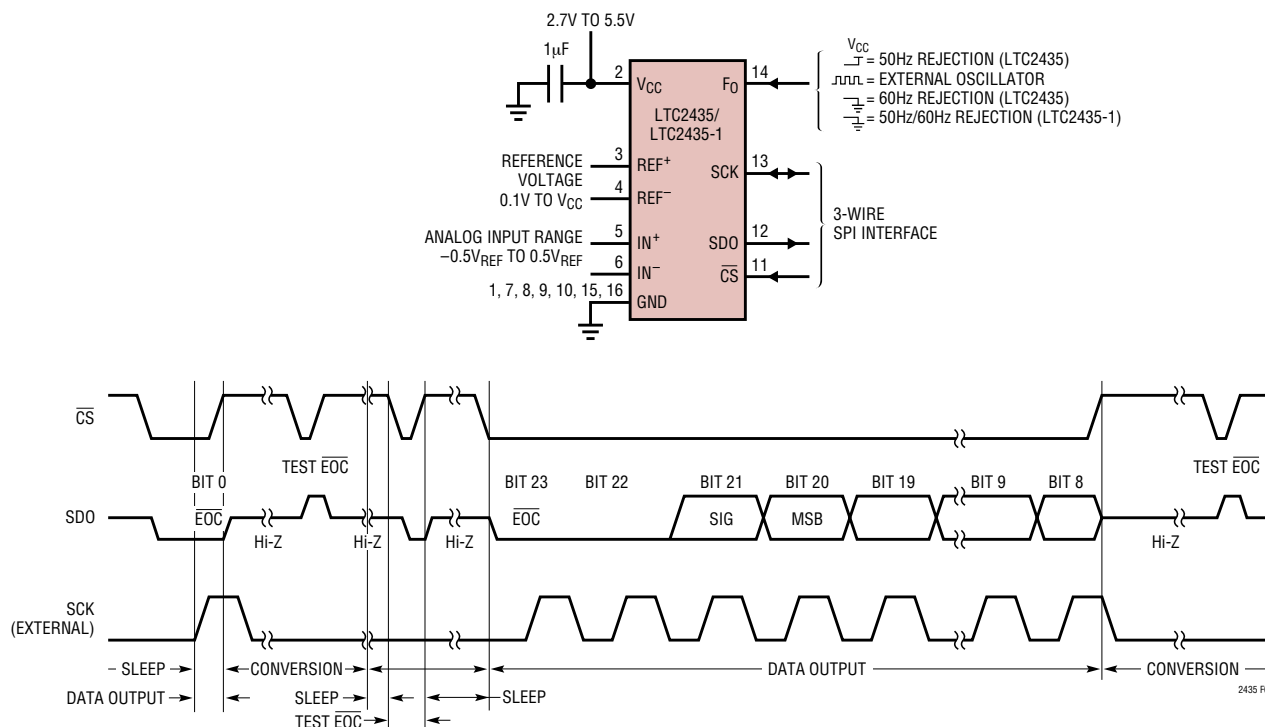 2.7V TO 5.5V
1µF
2
VCC
14
FO
LTC2435/
LTC2435-1
VCC
= 50Hz REJECTION (LTC2435)
= EXTERNAL OSCILLATOR
= 60Hz REJECTION (LTC2435)
= 50Hz/60Hz REJECTION (LTC2435-1)
REFERENCE
VOLTAGE
0.1V TO VCC
3
REF+
4
REF−
13
SCK
ANALOG INPUT RANGE
−0.5VREF TO 0.5VREF
5
IN+
6
IN−
12
SDO
11
CS
3-WIRE
SPI INTERFACE
1, 7, 8, 9, 10, 15, 16
GND
CS
TEST EOC
TEST EOC
BIT 0
BIT 23
BIT 22
BIT 21
BIT 20
BIT 19
BIT 9
BIT 8
SDO
EOC
EOC
SIG
MSB
Hi-Z
Hi-Z
Hi-Z
Hi-Z
SCK
(EXTERNAL)
SLEEP
CONVERSION
DATA OUTPUT
CONVERSION
DATA OUTPUT
SLEEP
SLEEP
TEST EOC
2435